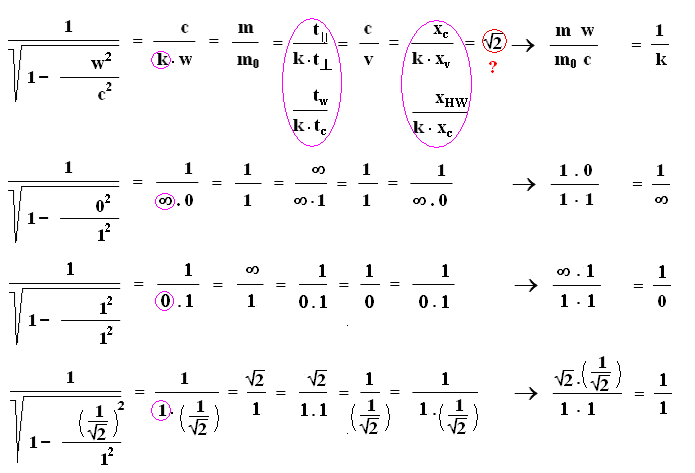 1/√(1 − w²/c²) = c/(k·w) = m/m₀ = t∥/(k·t⊥) = c/v = x_c/(k·x_v) = √2 → m w/(m₀ c) = 1/k
t_w/(k·t_c) x_HW/(k·x_c) ?
1/√(1 − 0²/1²) = 1/(∞.0) = 1/1 = ∞/(∞·1) = 1/1 = 1/(∞.0) → 1.0/(1·1) = 1/∞
1/√(1 − 1²/1²) = 1/(0.1) = ∞/1 = 1/(0.1) = 1/0 = 1/(0.1) → ∞·1/(1·1) = 1/0
1/√(1 − (1/√2)²/1²) = 1/(1·(1/√2)) = √2/1 = √2/(1.1) = 1/(1/√2) = 1/(1·(1/√2)) → √2·(1/√2)/(1·1) = 1/1